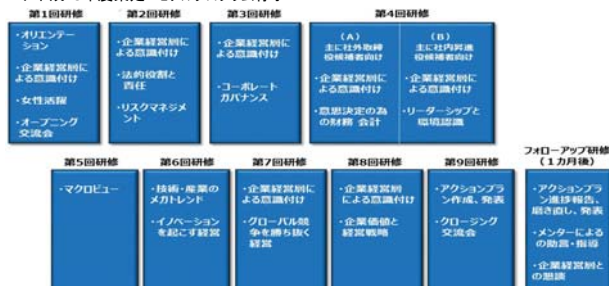 第1回研修
・オリエンテー
ション
・企業経営層に
よる意識付け
・女性活躍
・オープニング
交流会
第2回研修
・企業経営層に
よる意識付け
・法的役割と
責任
・リスクマネジメ
ント
第3回研修
・企業経営層に
よる意識付け
・コーポレート
ガバナンス
第4回研修
(A)
主に社外取締
役候補者向け
・企業経営層に
よる意識付け
・意思決定の為
の財務 会計
(B)
主に社内昇進
役候補者向け
・企業経営層に
よる意識付け
・リーダーシップと
環境認識
第5回研修
・マクロビュー
第6回研修
・技術・産業の
メガトレンド
・イノベーション
を起こす経営
第7回研修
・企業経営層に
よる意識付け
・グローバル競
争を勝ち抜く
経営
第8回研修
・企業経営層
による意識付け
・企業価値と
経営戦略
第9回研修
・アクションプラ
ン作成、発表
・クロージング
交流会
フォローアップ研修
(1カ月後)
・アクションプラ
ン進捗報告、
磨き直し、発表
・メンターによる
の助言・指導
・企業経営層と
の懇談